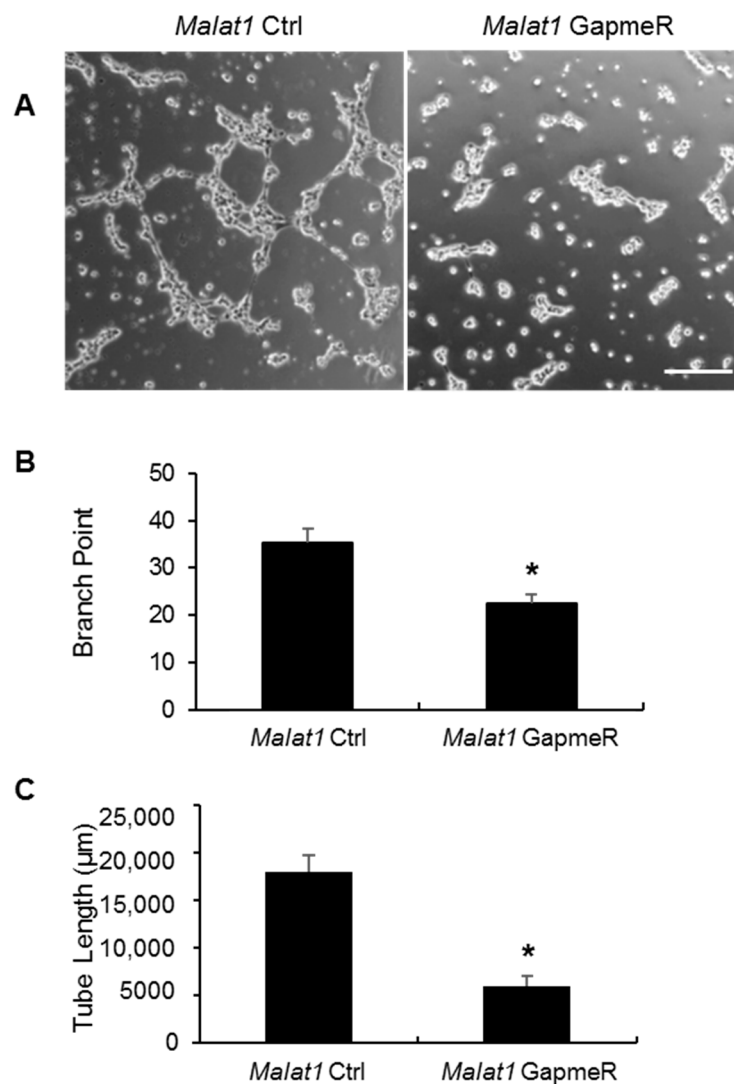 Malat1 Ctrl Malat1 GapmeR
A
B
50
40
30
20
10
0
Branch Point
*
Malat1 Ctrl Malat1 GapmeR
C
25,000
20,000
15,000
10,000
5000
0
Tube Length (µm)
*
Malat1 Ctrl Malat1 GapmeR